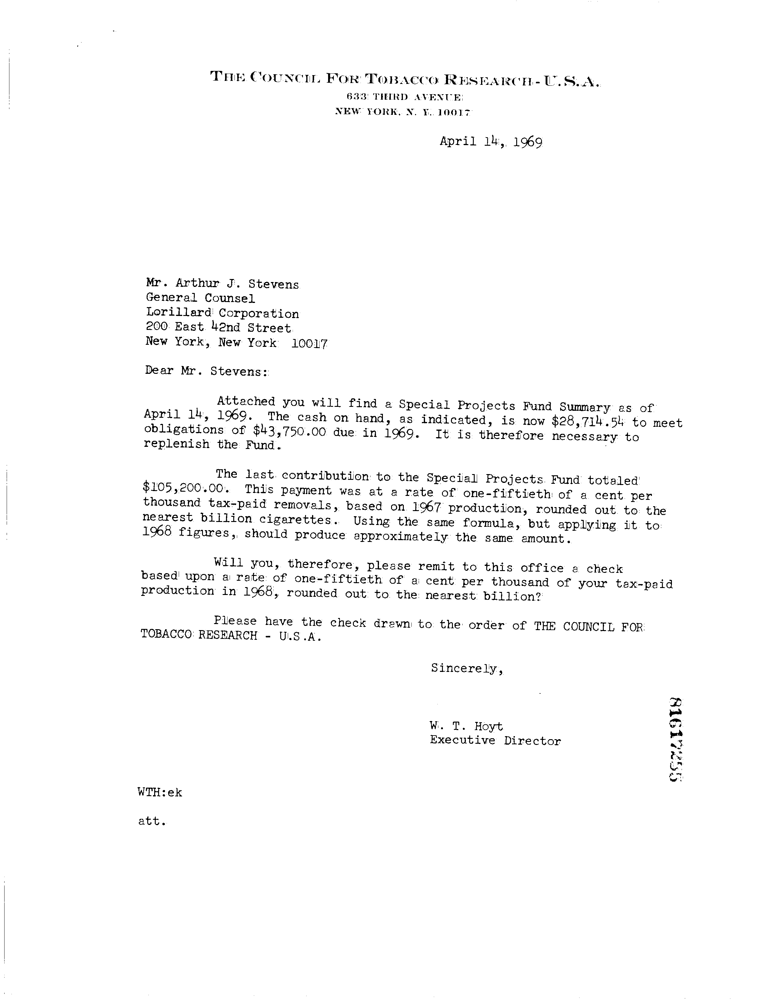 THE COUNCIL FOR TOBACCO RESEARCH-U.S.A.
633 THIRD AVENUE
NEW YORK, N. Y. 10017
April 14, 1969
Mr. Arthur J. Stevens
General Counsel
Lorillard Corporation
200 East 42nd Street
New York, New York 10017
Dear Mr. Stevens:
Attached you will find a Special Projects Fund Summary as of
April 14, 1969. The cash on hand, as indicated, is now $28,714.54 to meet
obligations of $43,750.00 due in 1969. It is therefore necessary to
replenish the Fund.
The last contribution to the Special Projects Fund totaled
$105,200.00. This payment was at a rate of one-fiftieth of a cent per
thousand tax-paid removals, based on 1967 production, rounded out to the
nearest billion cigarettes. Using the same formula, but applying it to
1968 figures, should produce approximately the same amount.
Will you, therefore, please remit to this office a check
based upon a rate of one-fiftieth of a cent per thousand of your tax-paid
production in 1968, rounded out to the nearest billion?
Please have the check drawn to the order of THE COUNCIL FOR
TOBACCO RESEARCH - U.S.A.
Sincerely,
W. T. Hoyt
Executive Director
81617255
WTH:ek
att.